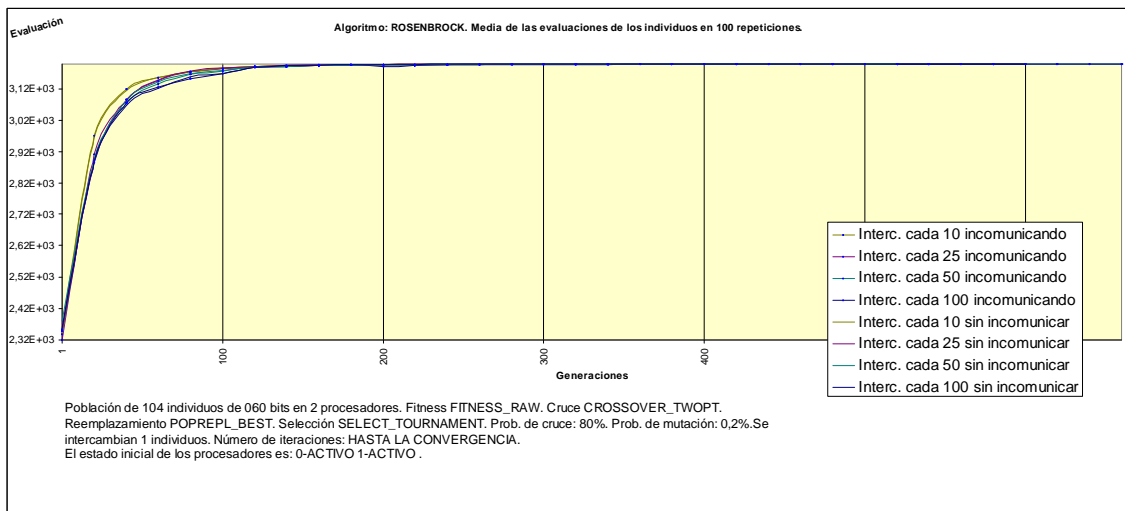 Evaluación
Algoritmo: ROSENBROCK. Media de las evaluaciones de los individuos en 100 repeticiones.
3,12E+03
3,02E+03
2,92E+03
2,82E+03
2,72E+03
2,62E+03
2,52E+03
2,42E+03
2,32E+03
1
100
200
300
400
Generaciones
Interc. cada 10 incomunicando
Interc. cada 25 incomunicando
Interc. cada 50 incomunicando
Interc. cada 100 incomunicando
Interc. cada 10 sin incomunicar
Interc. cada 25 sin incomunicar
Interc. cada 50 sin incomunicar
Interc. cada 100 sin incomunicar
Población de 104 individuos de 060 bits en 2 procesadores. Fitness FITNESS_RAW. Cruce CROSSOVER_TWOPT.
Reemplazamiento POPREPL_BEST. Selección SELECT_TOURNAMENT. Prob. de cruce: 80%. Prob. de mutación: 0,2%.Se
intercambian 1 individuos. Número de iteraciones: HASTA LA CONVERGENCIA.
El estado inicial de los procesadores es: 0-ACTIVO 1-ACTIVO .